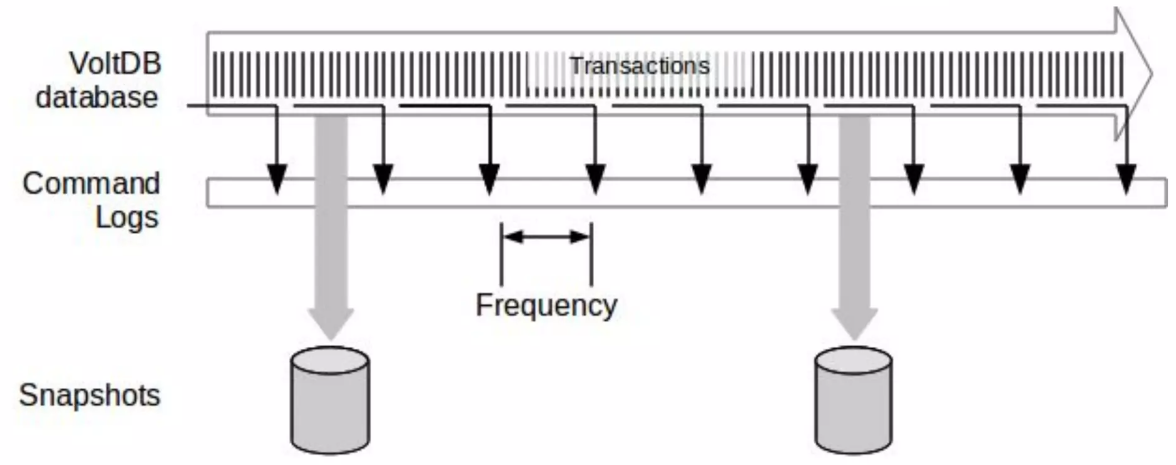 VoltDB
database
Transactions
Command
Logs
Frequency
Snapshots